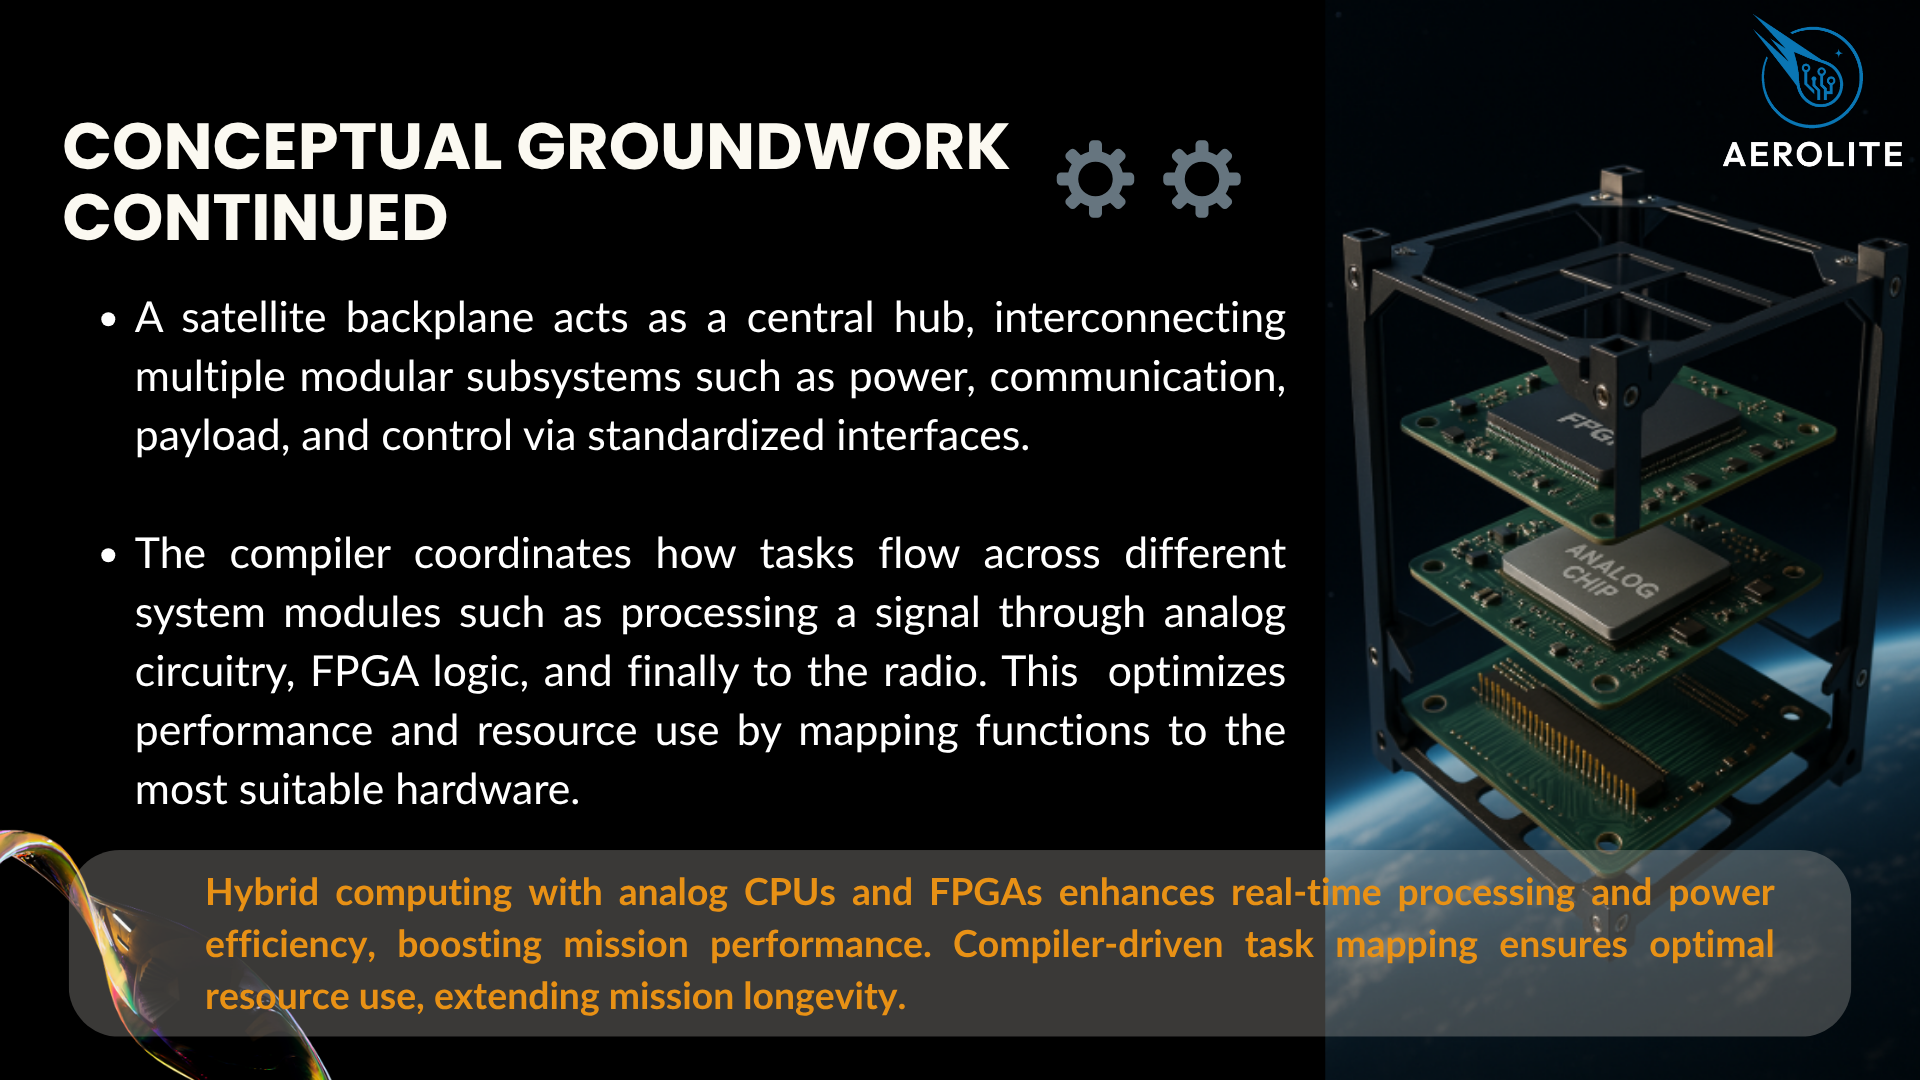 AEROLITE
CONCEPTUAL GROUNDWORK
CONTINUED
• A satellite backplane acts as a central hub, interconnecting
multiple modular subsystems such as power, communication,
payload, and control via standardized interfaces.
• The compiler coordinates how tasks flow across different
system modules such as processing a signal through analog
circuitry, FPGA logic, and finally to the radio. This optimizes
performance and resource use by mapping functions to the
most suitable hardware.
FPG
ANALOG
CHIP
Hybrid computing with analog CPUs and FPGAs enhances real-time processing and power
efficiency, boosting mission performance. Compiler-driven task mapping ensures optimal
resource use, extending mission longevity.